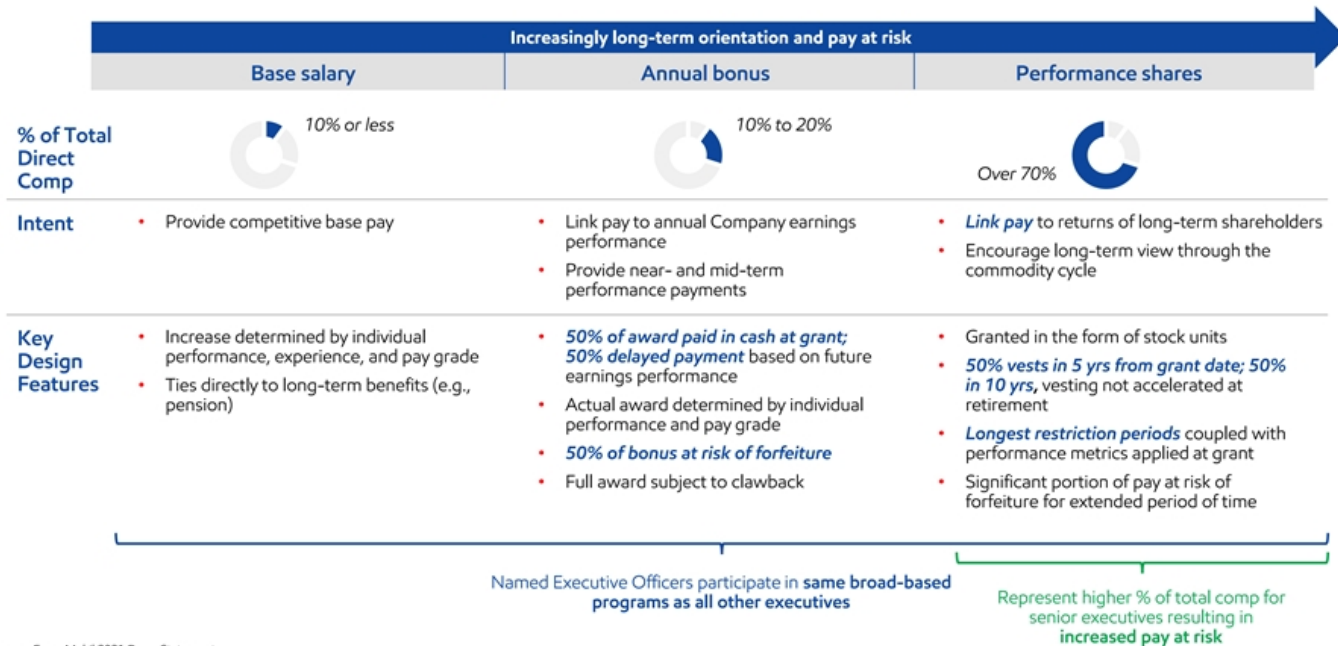 Increasingly long-term orientation and pay at risk
Base salary
Annual bonus
Performance shares
% of Total
Direct
Comp
10% or less
10% to 20%
Over 70%
Intent
• Provide competitive base pay
• Link pay to annual Company earnings
performance
• Provide near- and mid-term
performance payments
• Link pay to returns of long-term shareholders
• Encourage long-term view through the
commodity cycle
Key
Design
Features
• Increase determined by individual
performance, experience, and pay grade
• Ties directly to long-term benefits (e.g.,
pension)
• 50% of award paid in cash at grant;
50% delayed payment based on future
earnings performance
• Actual award determined by individual
performance and pay grade
• 50% of bonus at risk of forfeiture
• Full award subject to clawback
• Granted in the form of stock units
• 50% vests in 5 yrs from grant date; 50%
in 10 yrs, vesting not accelerated at
retirement
• Longest restriction periods coupled with
performance metrics applied at grant
• Significant portion of pay at risk of
forfeiture for extended period of time
Named Executive Officers participate in same broad-based
programs as all other executives
Represent higher % of total comp for
senior executives resulting in
increased pay at risk